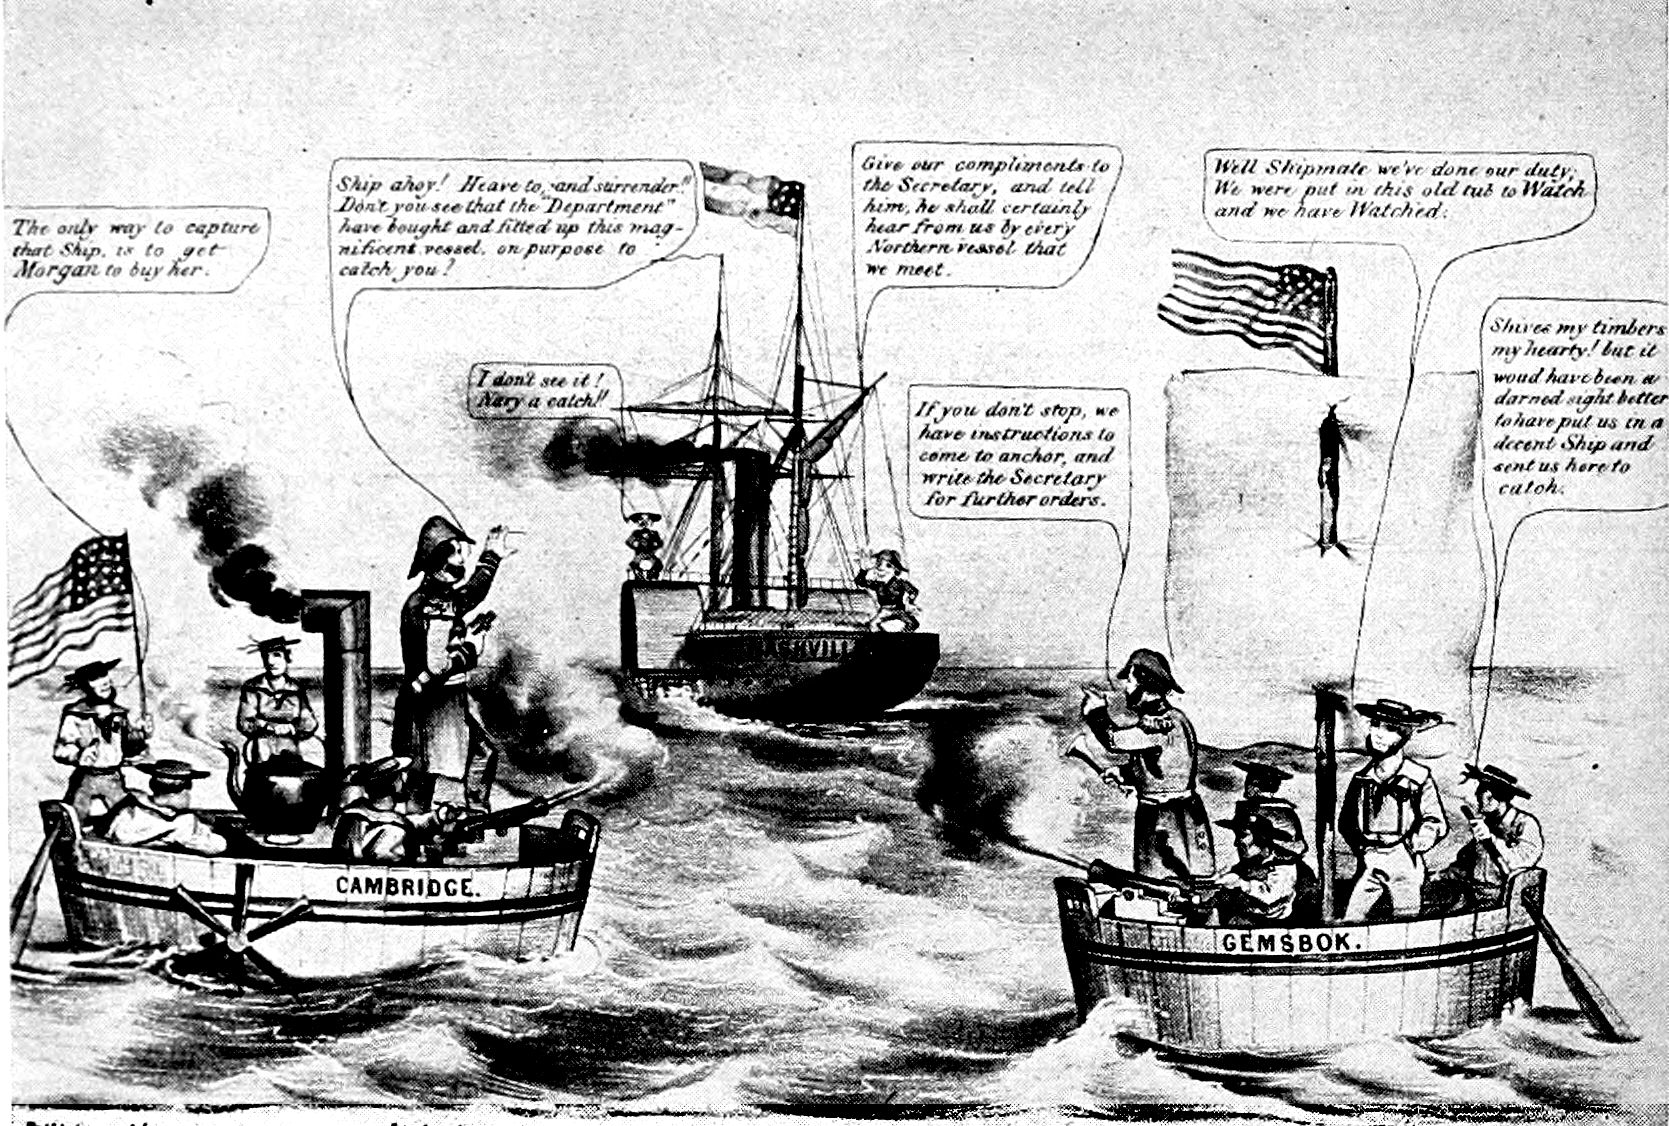 The only way to capture
that Ship, is to get
Morgan to buy her.
Ship ahoy! Heave to, and surrender!!
Don't you see that the "Department"
have bought and fitted up this mag-
nificent vessel, on purpose to
catch you?
I don't see it!
Nary a catch!!
Give our compliments to
the Secretary, and tell
him, he shall certainly
hear from us by every
Northern vessel that
we meet.
If you don't stop, we
have instructions to
come to anchor, and
write the Secretary
for further orders.
Well Shipmate we've done our duty;
We were put in this old tub to Watch
and we have Watched.
Shiver my timbers
my hearty! but it
woud have been a
darned sight better
to have put us in a
decent Ship and
sent us here to
catch.
CAMBRIDGE.
GEMSBOK.